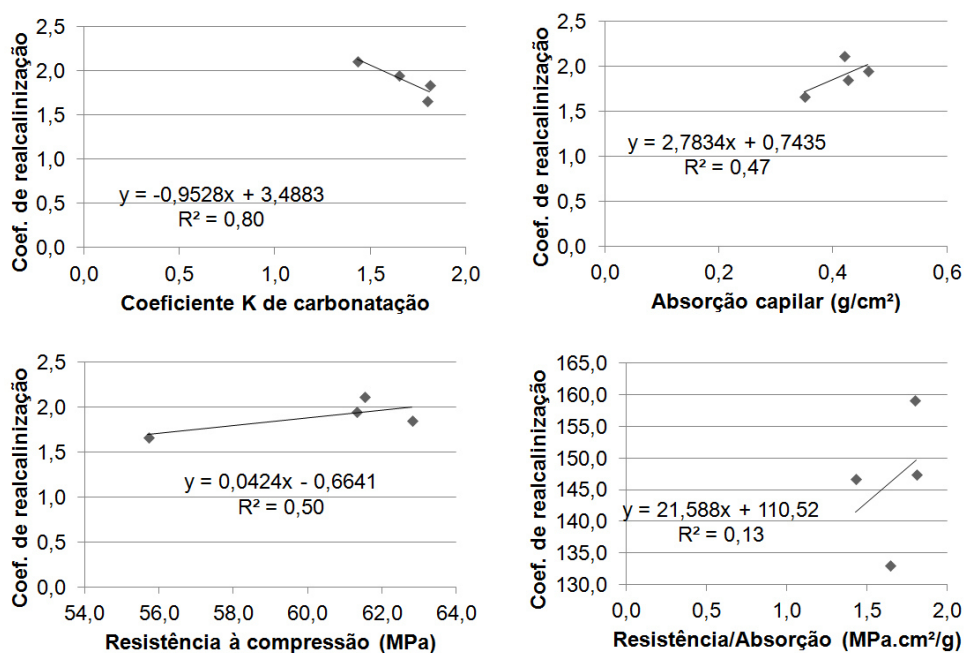 Coef. de realcalinização
2,5
2,0
1,5
1,0
0,5
0,0
y = -0,9528x + 3,4883
R² = 0,80
0,0 0,5 1,0 1,5 2,0
Coeficiente K de carbonatação
Coef. de realcalinização
2,5
2,0
1,5
1,0
0,5
0,0
y = 2,7834x + 0,7435
R² = 0,47
0,0 0,2 0,4 0,6
Absorção capilar (g/cm²)
Coef. de realcalinização
2,5
2,0
1,5
1,0
0,5
0,0
y = 0,0424x - 0,6641
R² = 0,50
54,0 56,0 58,0 60,0 62,0 64,0
Resistência à compressão (MPa)
Coef. de realcalinização
165,0
160,0
155,0
150,0
145,0
140,0
135,0
130,0
y = 21,588x + 110,52
R² = 0,13
0,0 0,5 1,0 1,5 2,0
Resistência/Absorção (MPa.cm²/g)